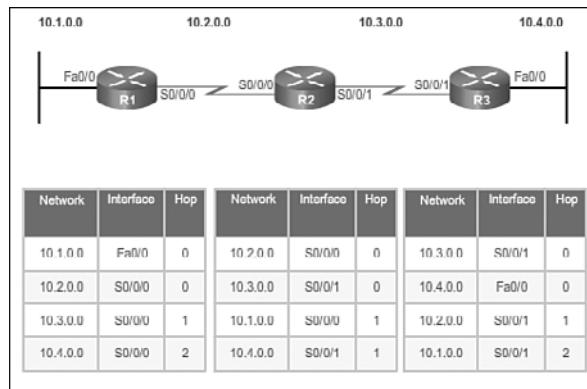 10.1.0.0 10.2.0.0 10.3.0.0 10.4.0.0
Fa0/0 S0/0/0 S0/0/1 Fa0/0
R1 S0/0/0 R2 S0/0/1 R3
Network Interface Hop Network Interface Hop Network Interface Hop
10.1.0.0 Fa0/0 0 10.2.0.0 S0/0/0 0 10.3.0.0 S0/0/1 0
10.2.0.0 S0/0/0 0 10.3.0.0 S0/0/1 0 10.4.0.0 Fa0/0 0
10.3.0.0 S0/0/0 1 10.1.0.0 S0/0/0 1 10.2.0.0 S0/0/1 1
10.4.0.0 S0/0/0 2 10.4.0.0 S0/0/1 1 10.1.0.0 S0/0/1 2